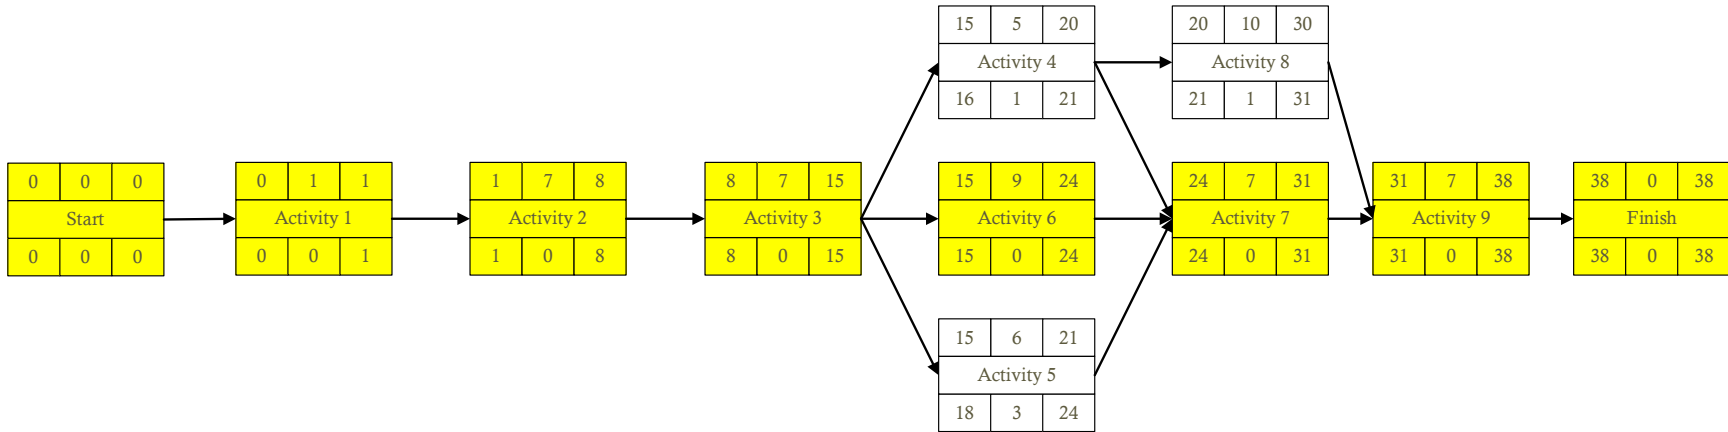 15 5 20
Activity 4
16 1 21
20 10 30
Activity 8
21 1 31
0 0 0
Start
0 0 0
0 1 1
Activity 1
0 0 1
1 7 8
Activity 2
1 0 8
8 7 15
Activity 3
8 0 15
15 9 24
Activity 6
15 0 24
24 7 31
Activity 7
24 0 31
31 7 38
Activity 9
31 0 38
38 0 38
Finish
38 0 38
15 6 21
Activity 5
18 3 24